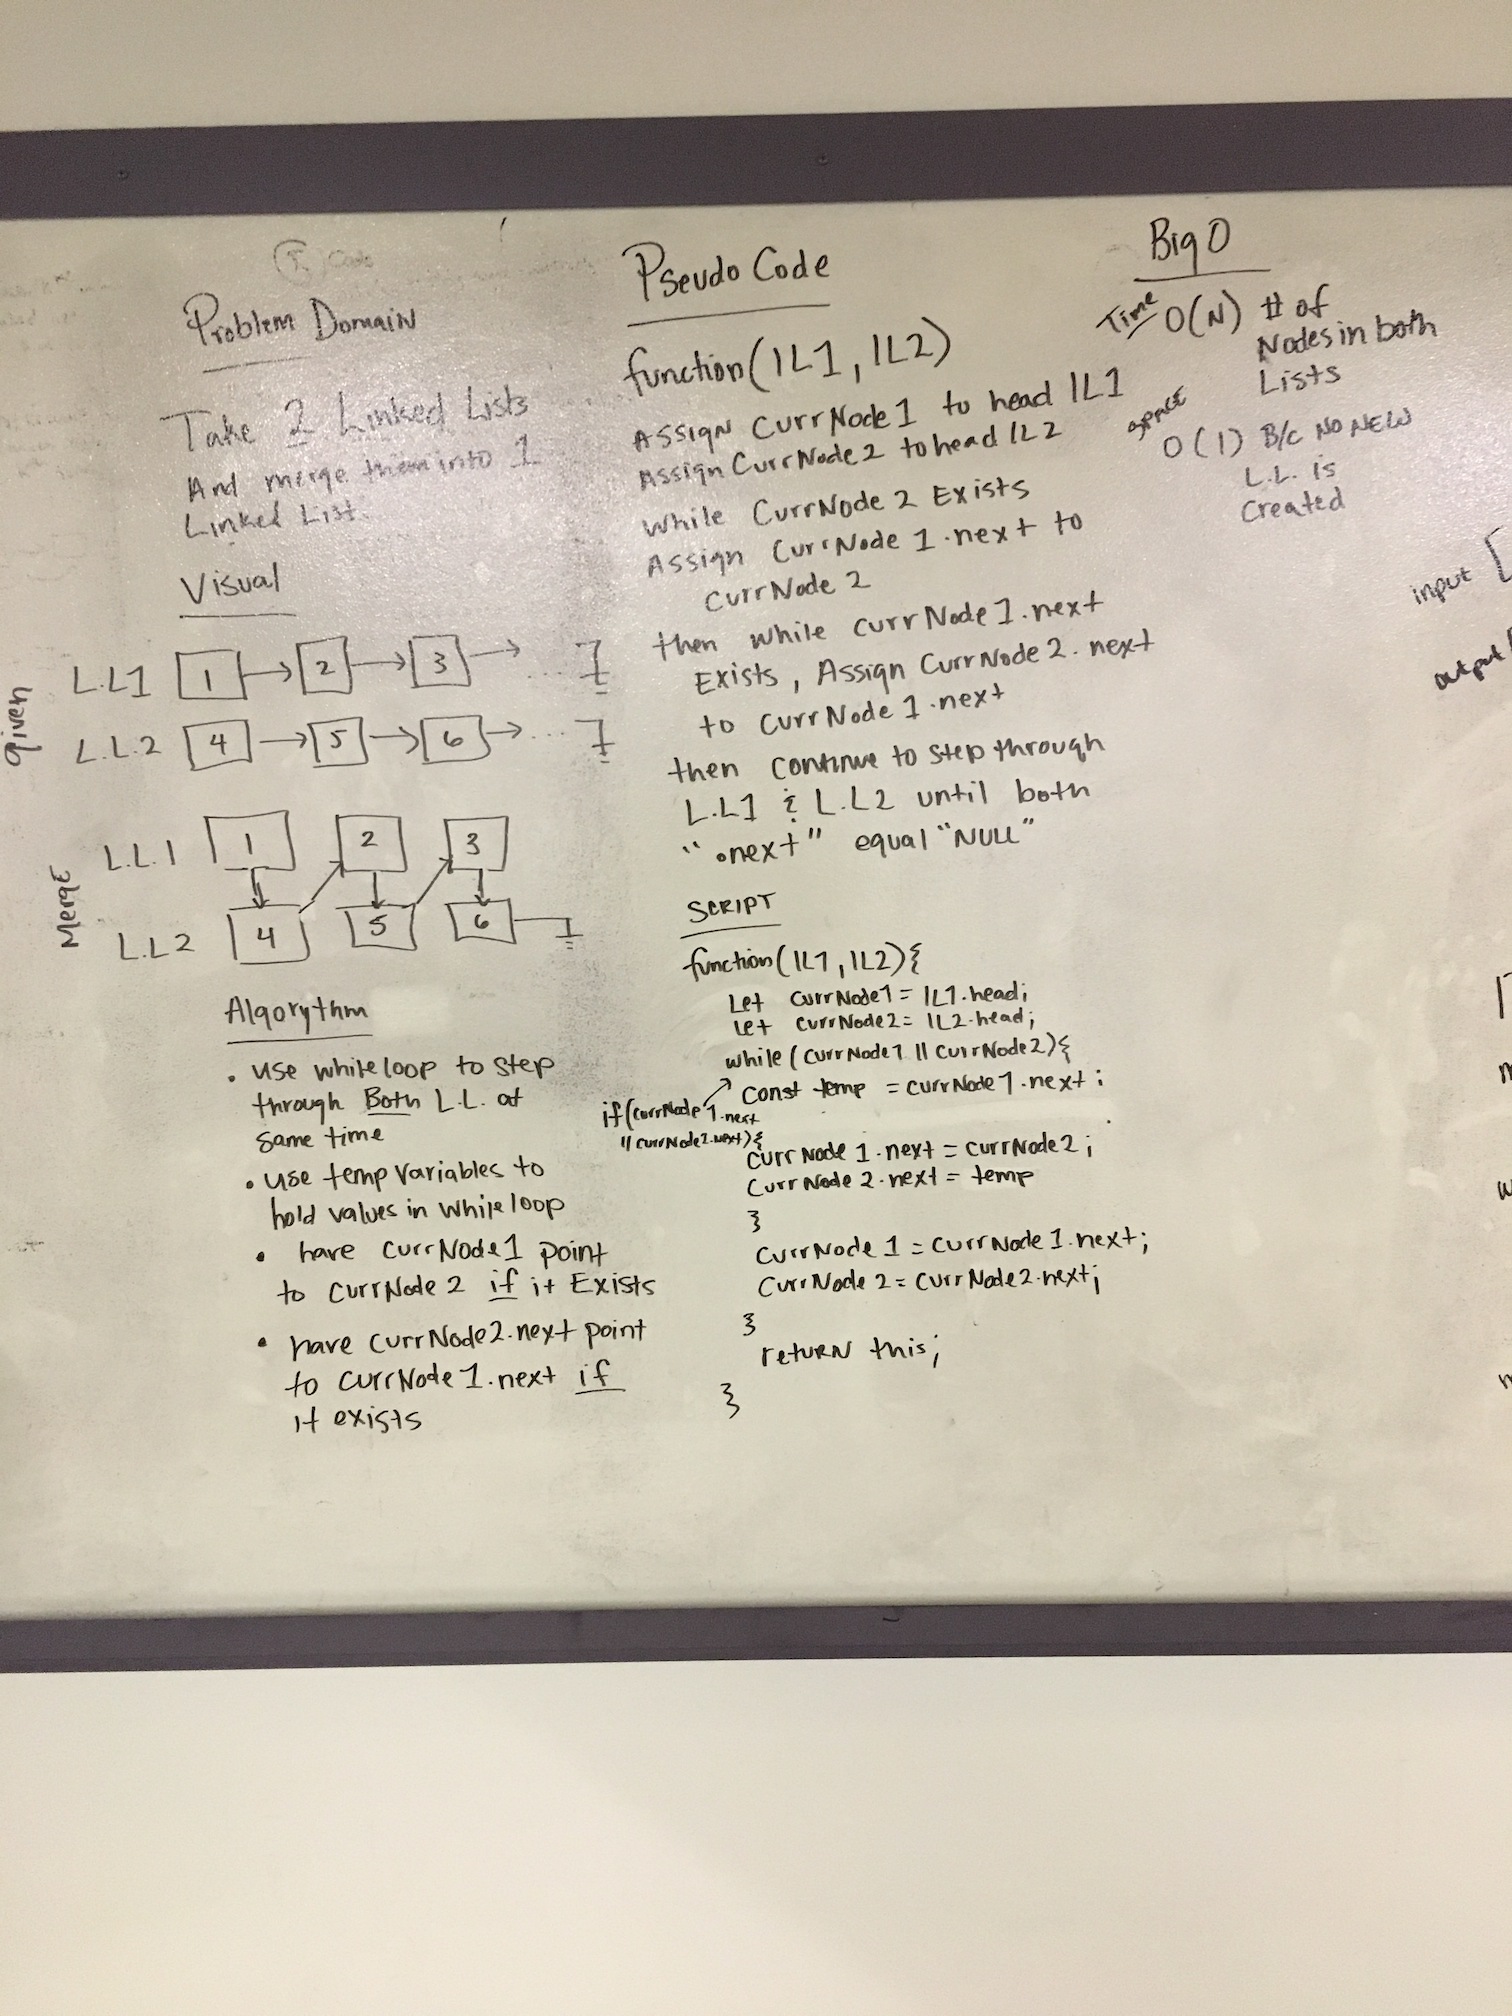 Problem Domain
Take 2 Linked Lists
And merge them into 1
Linked List.
Visual
given
L.L1 1 2 3 ...
L.L.2 4 5 6 ...
Merge
L.L.1 1 2 3
L.L2 4 5 6
Algorythm
• use while loop to step
through Both L.L. at
same time
• use temp variables to
hold values in while loop
• have currNode1 point
to currNode 2 if it Exists
• have currNode2.next point
to currNode1.next if
it exists
Pseudo Code
function(lL1, lL2)
Assign CurrNode1 to head lL1
Assign CurrNode2 to head lL2
while CurrNode 2 Exists
Assign CurrNode 1.next to
currNode 2
then while currNode1.next
Exists, Assign CurrNode2.next
to currNode1.next
then continue to step through
L.L1 & L.L2 until both
".next" equal "NULL"
SCRIPT
function(lL1, lL2){
Let currNode1 = lL1.head;
let currNode2 = lL2.head;
while (currNode1 || currNode2){
const temp = currNode1.next;
if(currNode1.next
|| currNode2.next){
currNode1.next = currNode2;
currNode2.next = temp
}
currNode1 = currNode1.next;
currNode2 = currNode2.next;
}
return this;
}
Big O
Time O(N) # of
Nodes in both
Lists
space O(1) B/c NO NEW
L.L. is
Created
input [
output